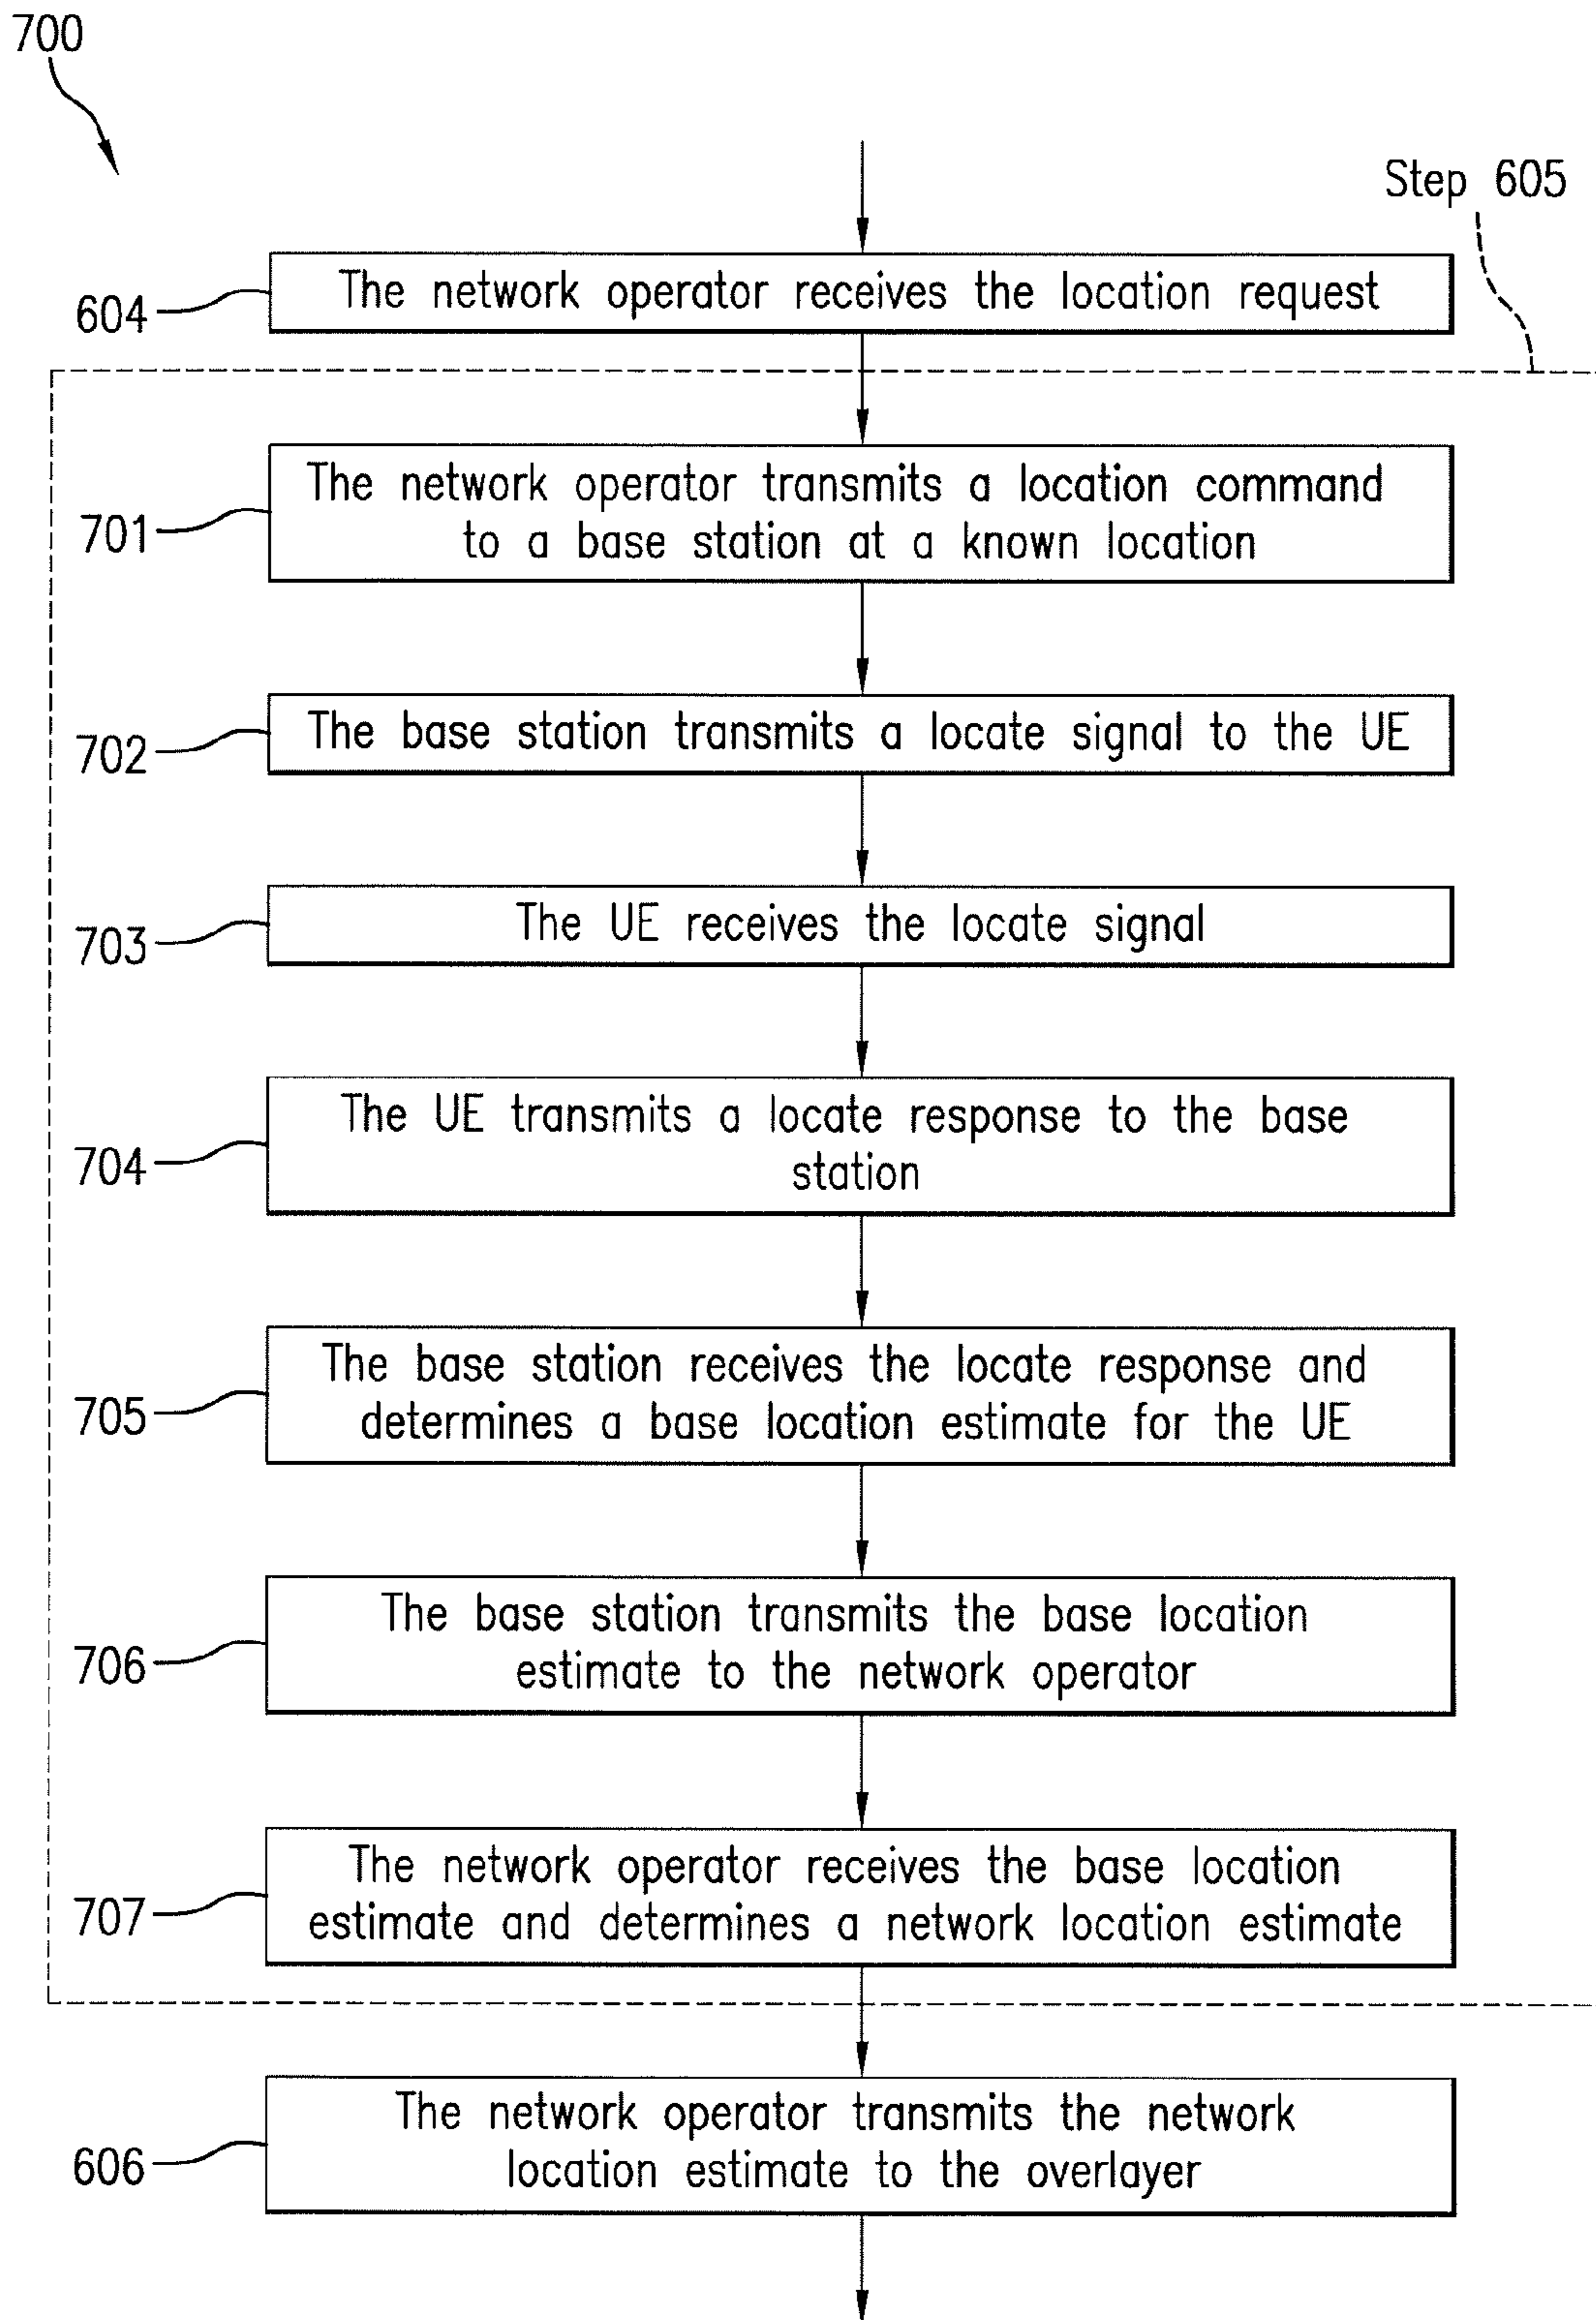 700
Step 605
604
The network operator receives the location request
701
The network operator transmits a location command
to a base station at a known location
702
The base station transmits a locate signal to the UE
703
The UE receives the locate signal
704
The UE transmits a locate response to the base
station
705
The base station receives the locate response and
determines a base location estimate for the UE
706
The base station transmits the base location
estimate to the network operator
707
The network operator receives the base location
estimate and determines a network location estimate
606
The network operator transmits the network
location estimate to the overlayer